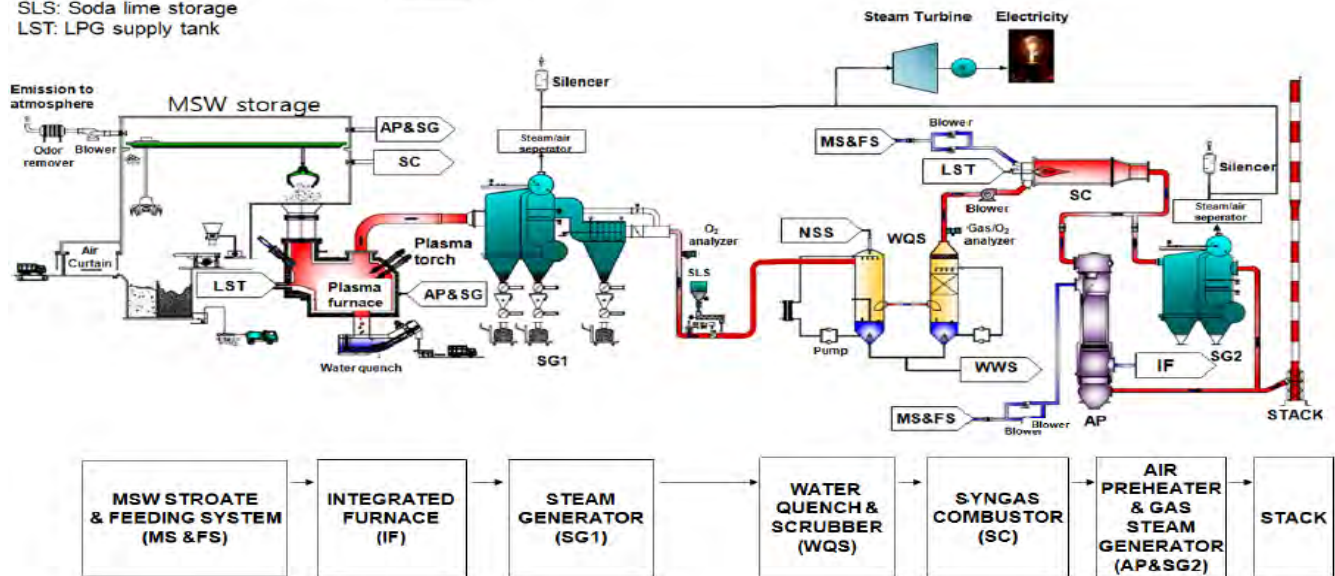 SLS: Soda lime storage
LST: LPG supply tank
Steam Turbine
Electricity
Silencer
Emission to
atmosphere
MSW storage
AP&SG
Steam/air
seperator
Blower
MS&FS
Odor
remover
Blower
SC
LST
SC
Silencer
Blower
Steam/air
seperator
O2
analyzer
NSS
WQS
Gas/O2
analyzer
Plasma
torch
Air
Curtain
SLS
LST
Plasma
furnace
AP&SG
Pump
WWS
SG2
IF
Water quench
SG1
MS&FS
Blower
Blower
AP
STACK
MSW STROATE
& FEEDING SYSTEM
(MS &FS)
INTEGRATED
FURNACE
(IF)
STEAM
GENERATOR
(SG1)
WATER
QUENCH &
SCRUBBER
(WQS)
SYNGAS
COMBUSTOR
(SC)
AIR
PREHEATER
& GAS
STEAM
GENERATOR
(AP&SG2)
STACK